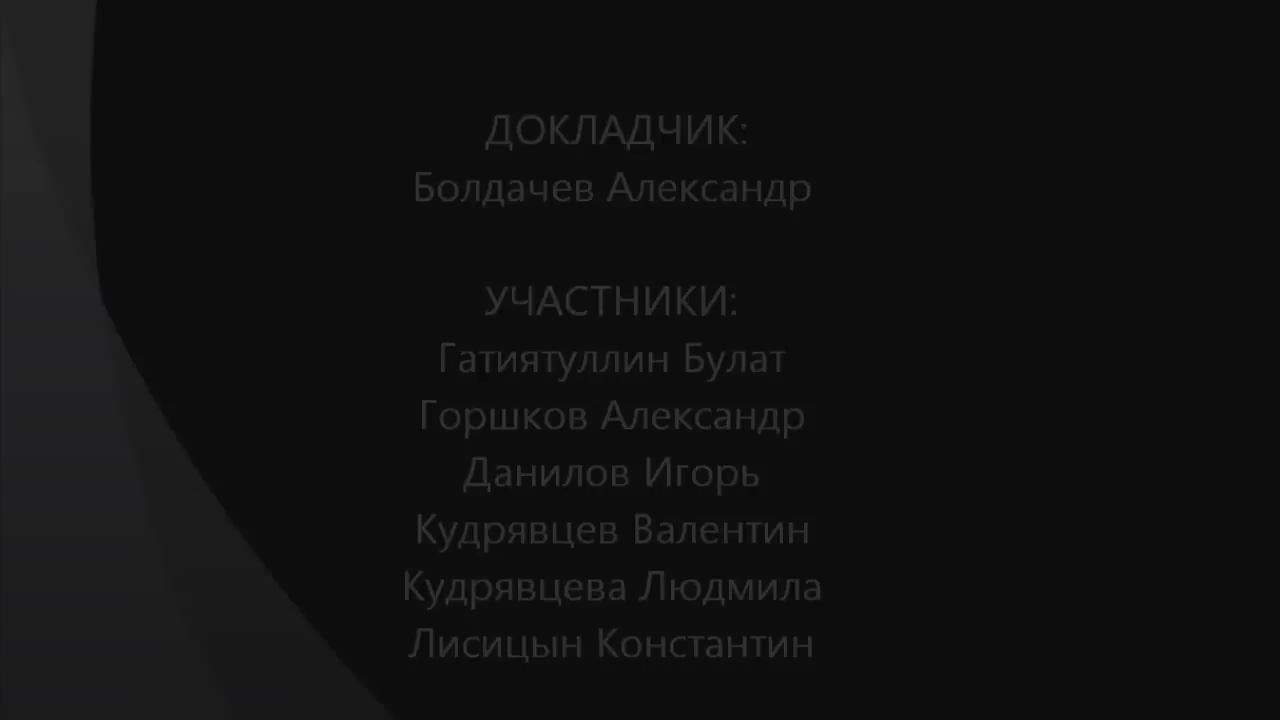 ДОКЛАДЧИК:
Болдачев Александр
УЧАСТНИКИ:
Гатиятуллин Булат
Горшков Александр
Данилов Игорь
Кудрявцев Валентин
Кудрявцева Людмила
Лисицын Константин